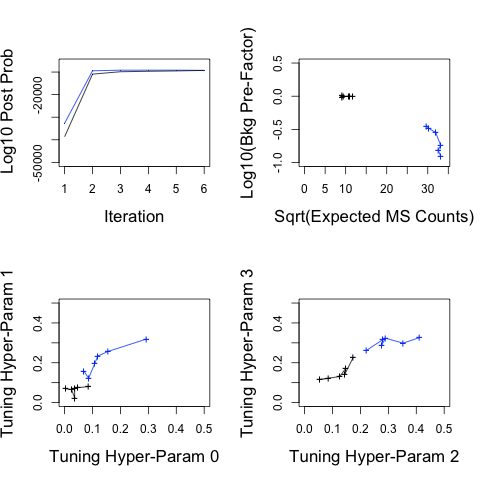 Log10 Post Prob
-50000
-20000
1 2 3 4 5 6
Iteration
Log10(Bkg Pre-Factor)
-1.0
-0.5
0.0
0.5
0 5 10 20 30
Sqrt(Expected MS Counts)
Tuning Hyper-Param 1
0.0
0.2
0.4
0.0 0.1 0.2 0.3 0.4 0.5
Tuning Hyper-Param 0
Tuning Hyper-Param 3
0.0
0.2
0.4
0.0 0.1 0.2 0.3 0.4 0.5
Tuning Hyper-Param 2